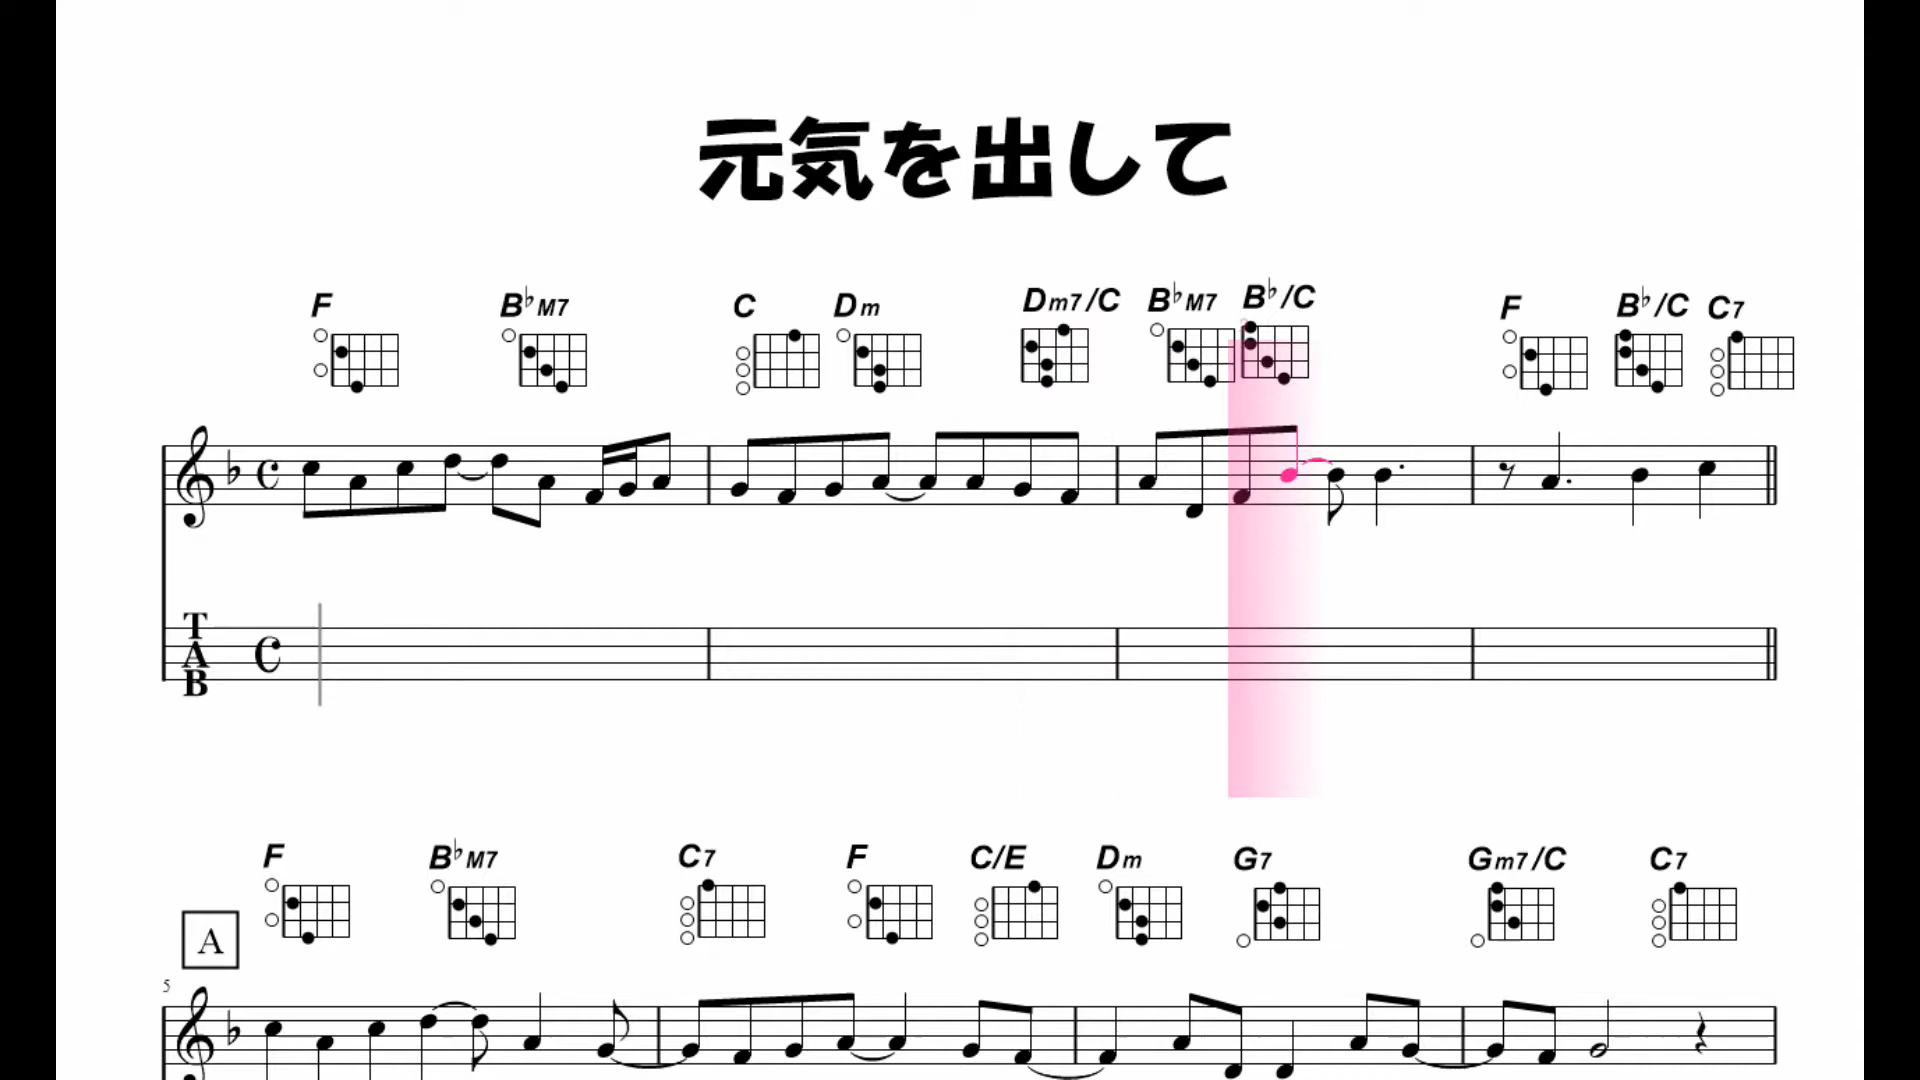 元気を出して
F B♭M7 C Dm Dm7/C B♭M7 B♭/C F B♭/C C7
T
A
B
F B♭M7 C7 F C/E Dm G7 Gm7/C C7
A
5